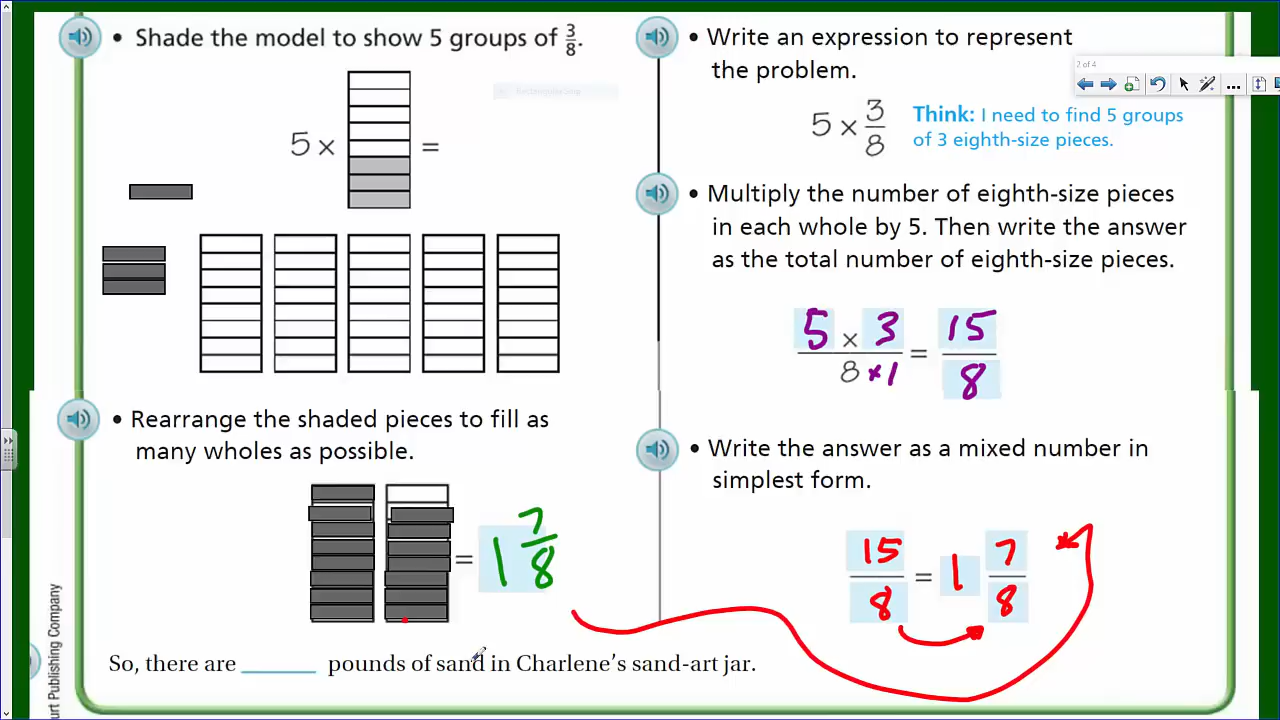 • Shade the model to show 5 groups of 3/8.
5 × =
• Rearrange the shaded pieces to fill as
many wholes as possible.
= 1 7/8
So, there are ______ pounds of sand in Charlene's sand-art jar.
urt Publishing Company
• Write an expression to represent
the problem.
2 of 4
5 × 3/8
Think: I need to find 5 groups
of 3 eighth-size pieces.
• Multiply the number of eighth-size pieces
in each whole by 5. Then write the answer
as the total number of eighth-size pieces.
5 × 3 / 8 × 1 = 15/8
• Write the answer as a mixed number in
simplest form.
15/8 = 1 7/8